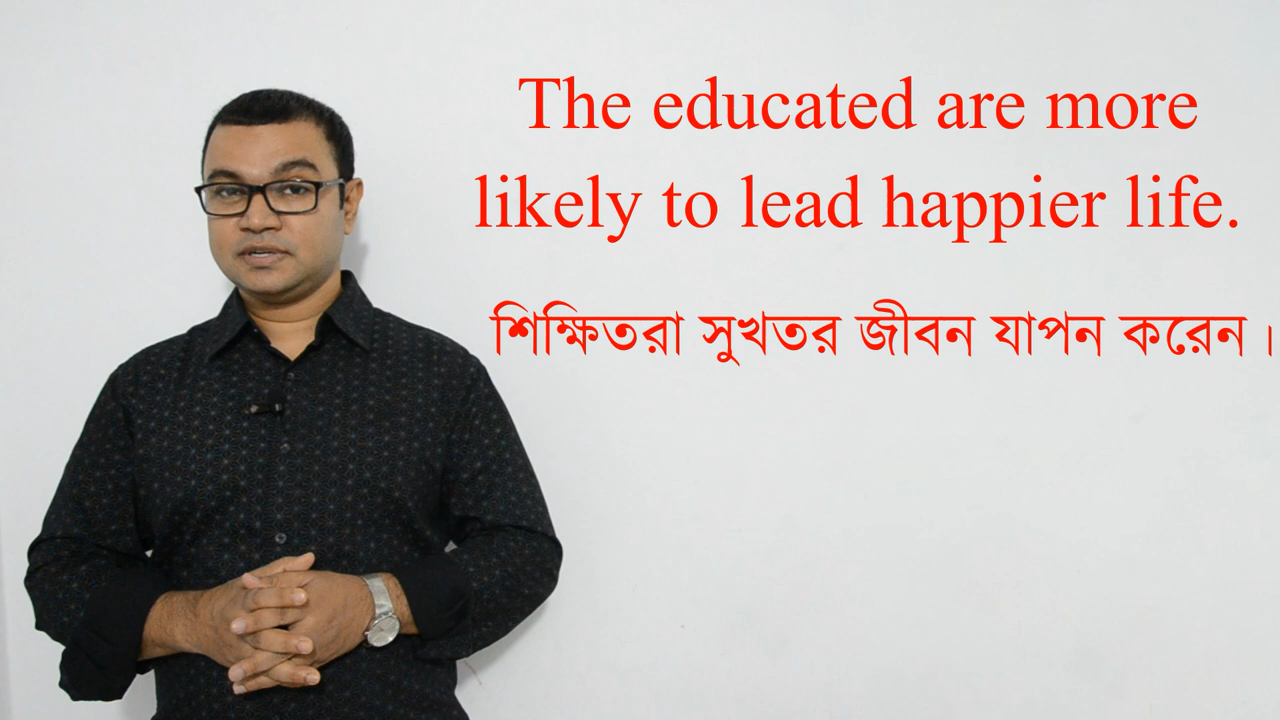 The educated are more
likely to lead happier life.
শিক্ষিতরা সুখতর জীবন যাপন করেন।